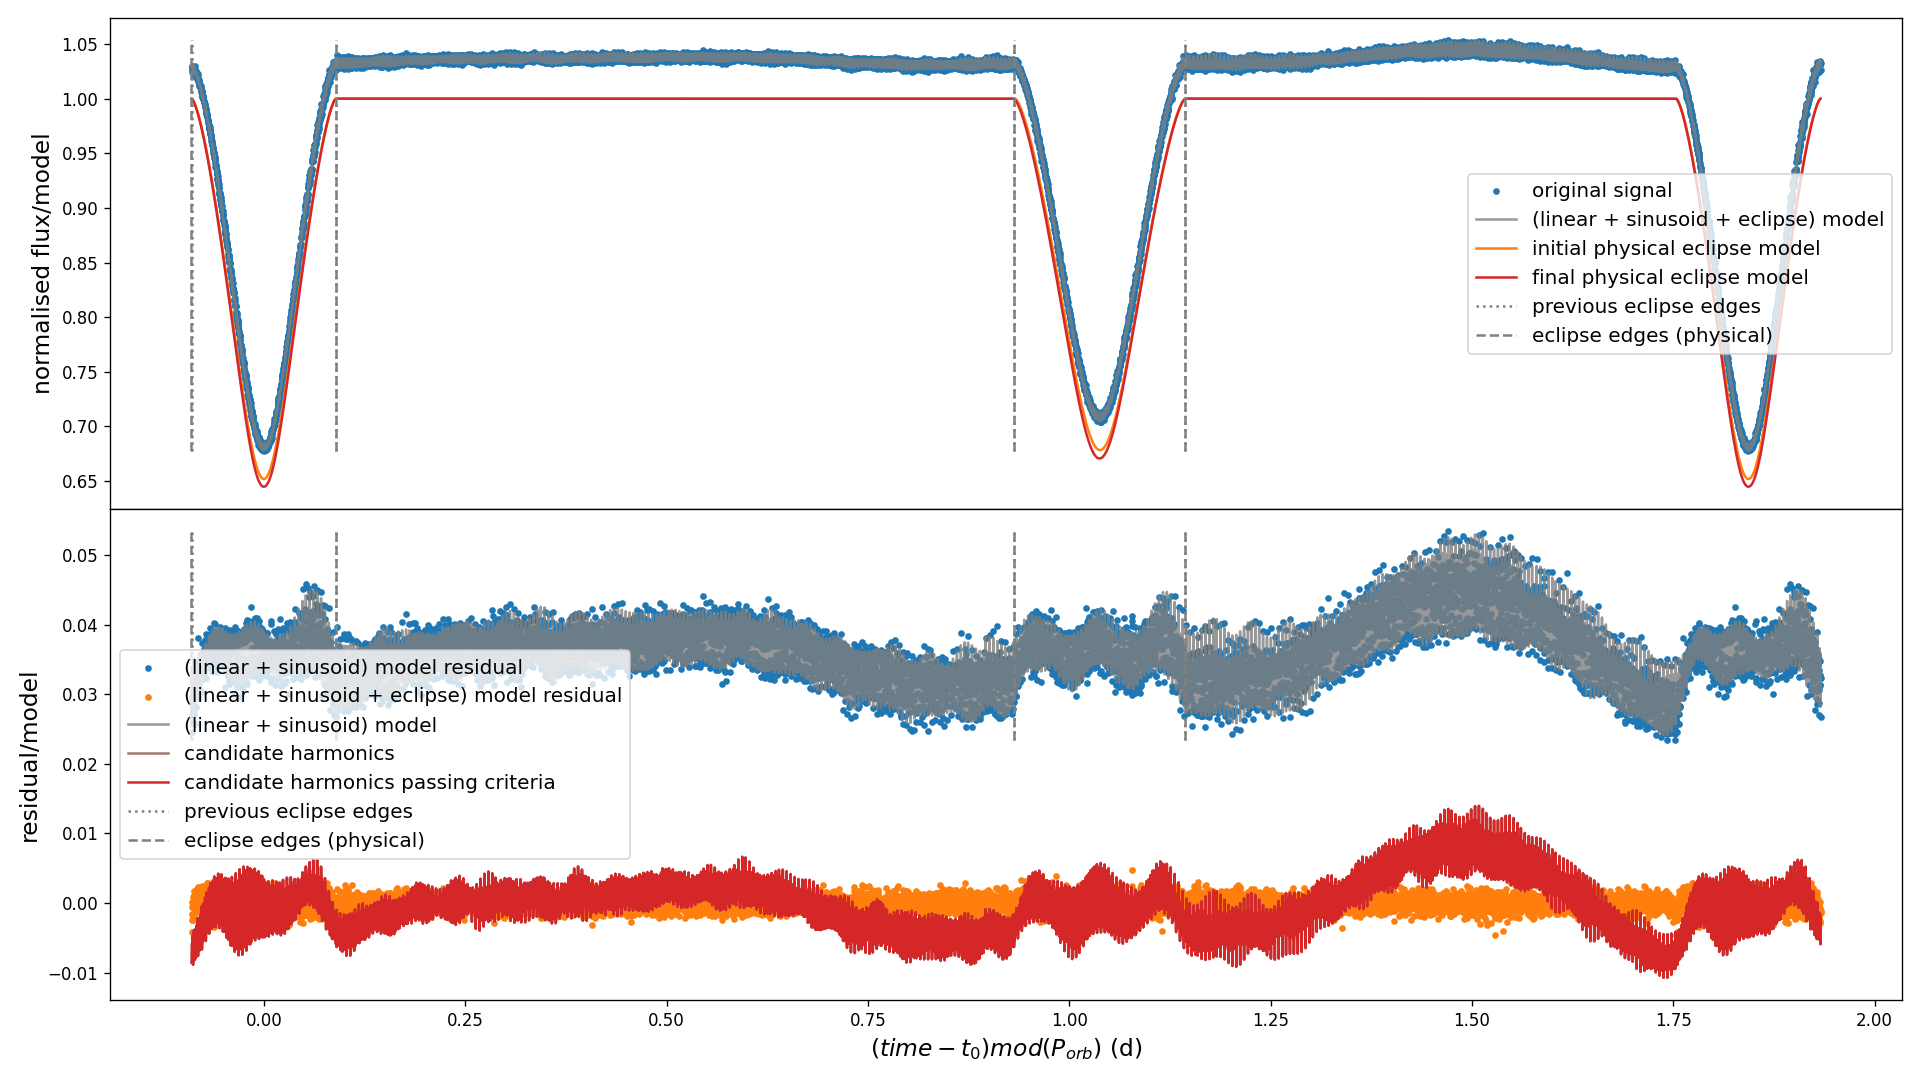 1.05
1.00
0.95
0.90
0.85
0.80
0.75
0.70
0.65
normalised flux/model
original signal
(linear + sinusoid + eclipse) model
initial physical eclipse model
final physical eclipse model
previous eclipse edges
eclipse edges (physical)
0.05
0.04
0.03
0.02
0.01
0.00
−0.01
residual/model
(linear + sinusoid) model residual
(linear + sinusoid + eclipse) model residual
(linear + sinusoid) model
candidate harmonics
candidate harmonics passing criteria
previous eclipse edges
eclipse edges (physical)
0.00 0.25 0.50 0.75 1.00 1.25 1.50 1.75 2.00
(time − t₀)mod(Pₒᵣb) (d)